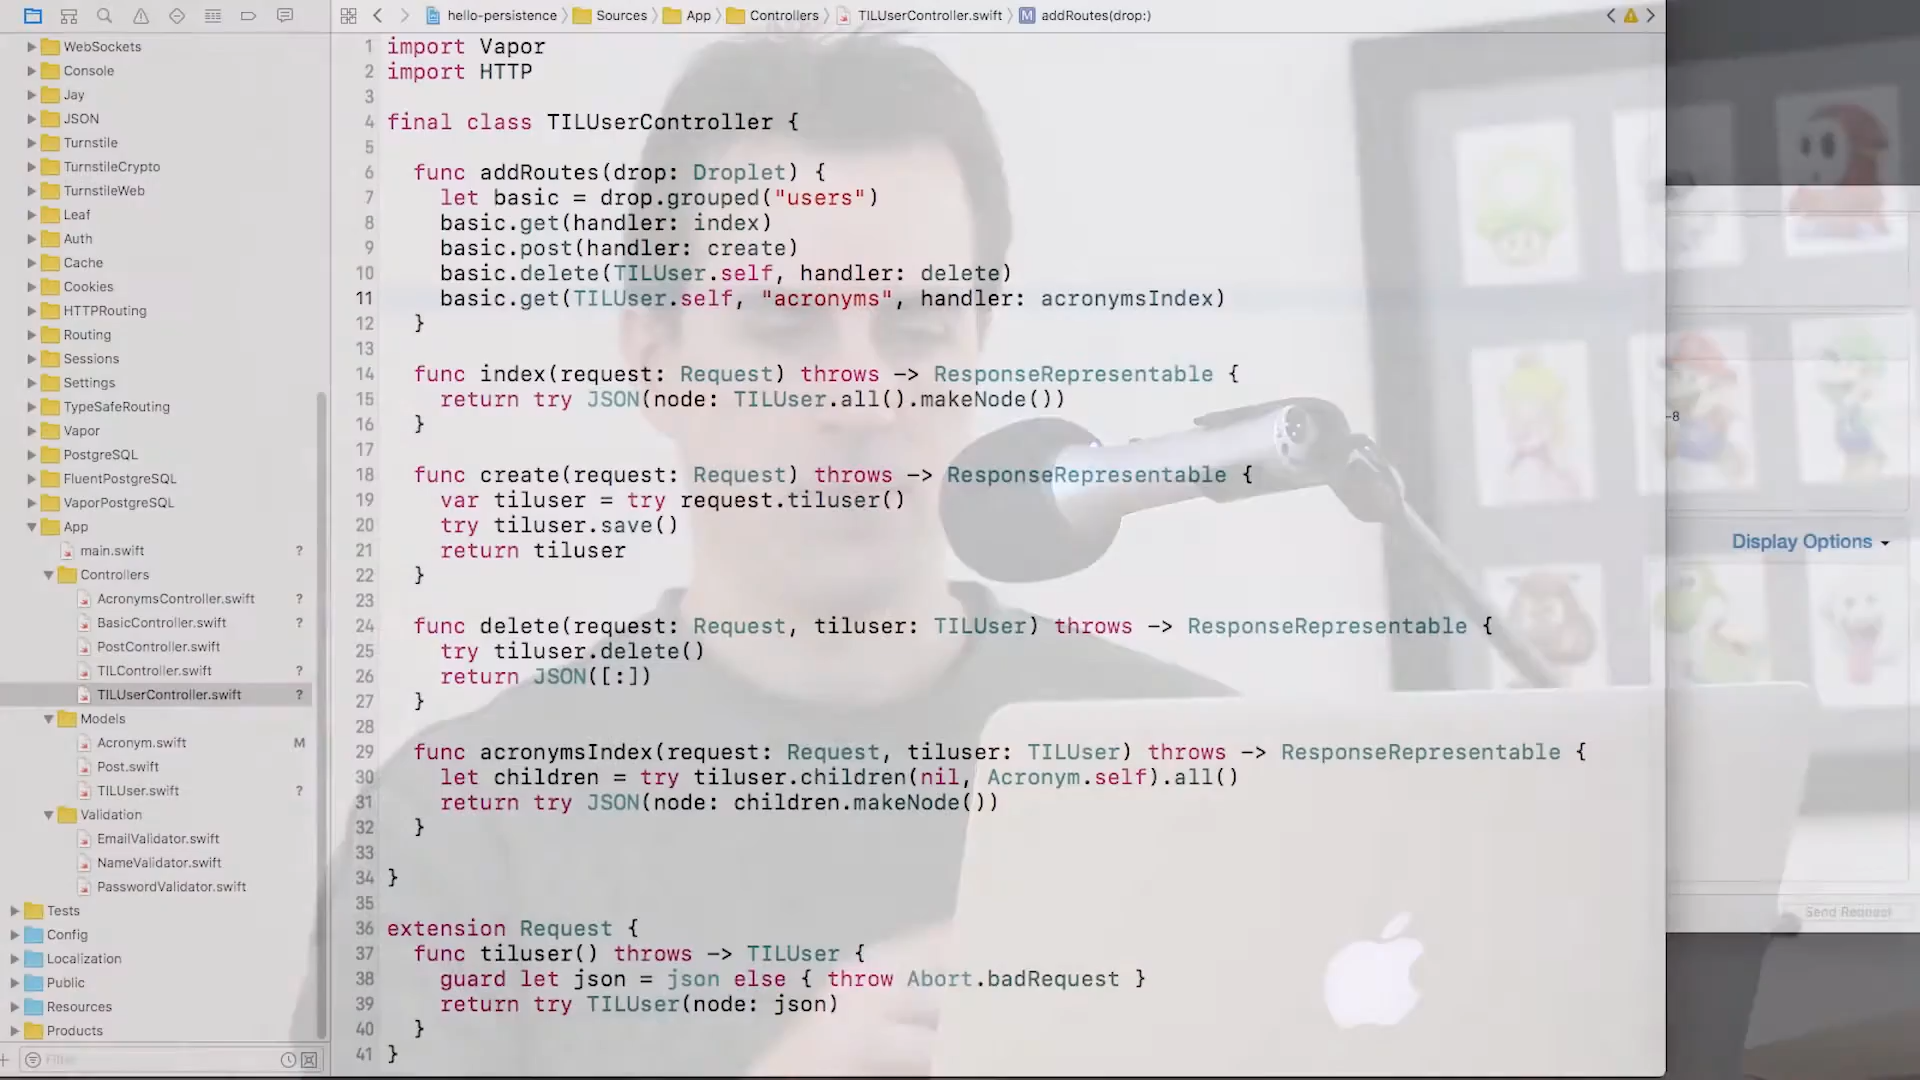 hello-persistence Sources App Controllers TILUserController.swift M addRoutes(drop:)
WebSockets
Console
Jay
JSON
Turnstile
TurnstileCrypto
TurnstileWeb
Leaf
Auth
Cache
Cookies
HTTPRouting
Routing
Sessions
Settings
TypeSafeRouting
Vapor
PostgreSQL
FluentPostgreSQL
VaporPostgreSQL
App
main.swift ?
Controllers
AcronymsController.swift ?
BasicController.swift ?
PostController.swift
TILController.swift ?
TILUserController.swift ?
Models
Acronym.swift M
Post.swift
TILUser.swift ?
Validation
EmailValidator.swift
NameValidator.swift
PasswordValidator.swift
Tests
Config
Localization
Public
Resources
Products
Filter
1 import Vapor
2 import HTTP
3
4 final class TILUserController {
5
6 func addRoutes(drop: Droplet) {
7 let basic = drop.grouped("users")
8 basic.get(handler: index)
9 basic.post(handler: create)
10 basic.delete(TILUser.self, handler: delete)
11 basic.get(TILUser.self, "acronyms", handler: acronymsIndex)
12 }
13
14 func index(request: Request) throws -> ResponseRepresentable {
15 return try JSON(node: TILUser.all().makeNode())
16 }
17
18 func create(request: Request) throws -> ResponseRepresentable {
19 var tiluser = try request.tiluser()
20 try tiluser.save()
21 return tiluser
22 }
23
24 func delete(request: Request, tiluser: TILUser) throws -> ResponseRepresentable {
25 try tiluser.delete()
26 return JSON([:])
27 }
28
29 func acronymsIndex(request: Request, tiluser: TILUser) throws -> ResponseRepresentable {
30 let children = try tiluser.children(nil, Acronym.self).all()
31 return try JSON(node: children.makeNode())
32 }
33
34 }
35
36 extension Request {
37 func tiluser() throws -> TILUser {
38 guard let json = json else { throw Abort.badRequest }
39 return try TILUser(node: json)
40 }
41 }
-8
Display Options
Send Request